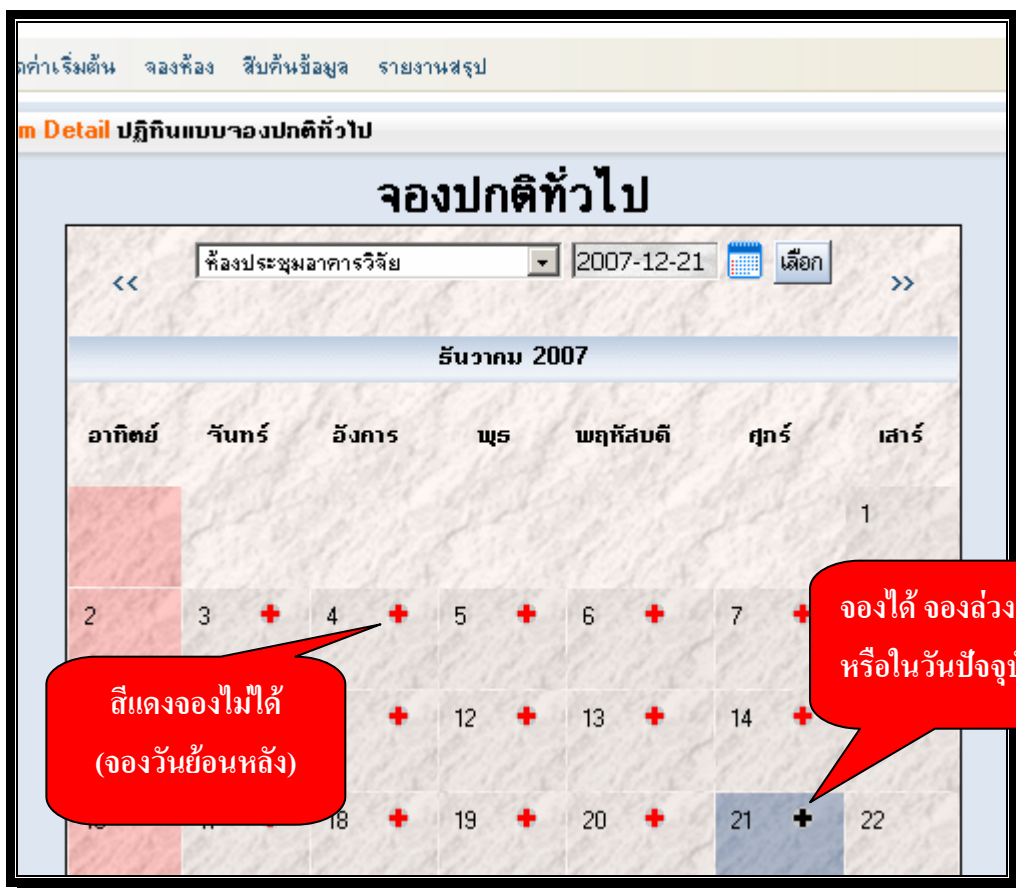 ค่าเริ่มต้น จองห้อง สืบค้นข้อมูล รายงานสรุป
m Detail ปฏิทินแบบจองปกติทั่วไป
จองปกติทั่วไป
<< ห้องประชุมอาคารวิจัย 2007-12-21 เลือก >>
ธันวาคม 2007
อาทิตย์ จันทร์ อังคาร พุธ พฤหัสบดี ศุกร์ เสาร์
1
2 3 4 5 6 7
จองได้ จองล่วง
หรือในวันปัจจุบั
สีแดงจองไม่ได้
(จองวันย้อนหลัง)
12 13 14
18 19 20 21 22